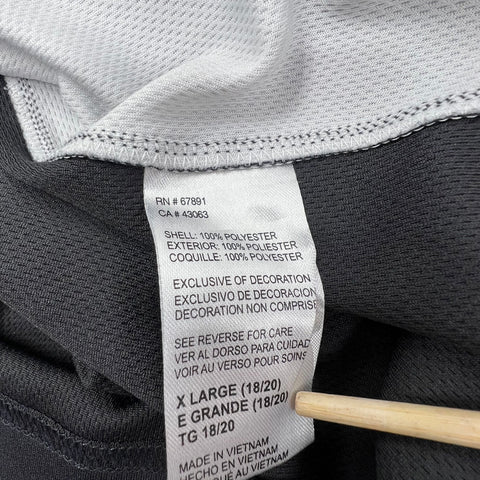 RN # 67891
CA # 43063
SHELL: 100% POLYESTER
EXTERIOR: 100% POLIESTER
COQUILLE: 100% POLYESTER
EXCLUSIVE OF DECORATION
EXCLUSIVO DE DECORACION
DECORATION NON COMPRISE
SEE REVERSE FOR CARE
VER AL DORSO PARA CUIDAD
VOIR AU VERSO POUR SOINS
X LARGE (18/20)
E GRANDE (18/20)
TG 18/20
MADE IN VIETNAM
HECHO EN VIETNAM